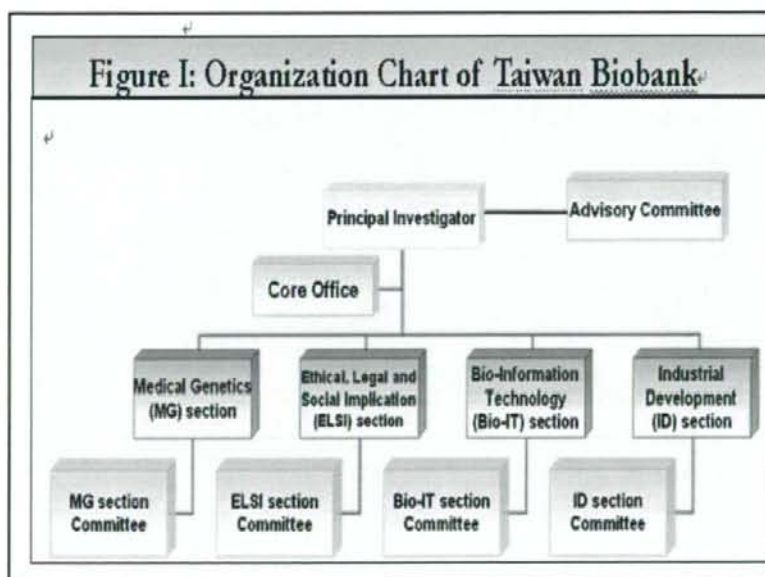 Figure I: Organization Chart of Taiwan Biobank
Principal Investigator
Advisory Committee
Core Office
Medical Genetics
(MG) section
Ethical, Legal and
Social Implication
(ELSI) section
Bio-Information
Technology
(Bio-IT) section
Industrial
Development
(ID) section
MG section
Committee
ELSI section
Committee
Bio-IT section
Committee
ID section
Committee